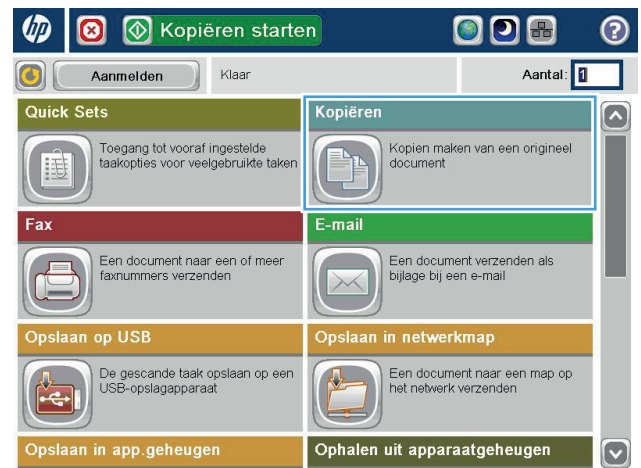 hp Kopiëren starten ?
Aanmelden Klaar Aantal: 1
Quick Sets
Toegang tot vooraf ingestelde
taakopties voor veelgebruikte taken
Kopiëren
Kopien maken van een origineel
document
Fax
Een document naar een of meer
faxnummers verzenden
E-mail
Een document verzenden als
bijlage bij een e-mail
Opslaan op USB
De gescande taak opslaan op een
USB-opslagapparaat
Opslaan in netwerkmap
Een document naar een map op
het netwerk verzenden
Opslaan in app.geheugen
Ophalen uit apparaatgeheugen